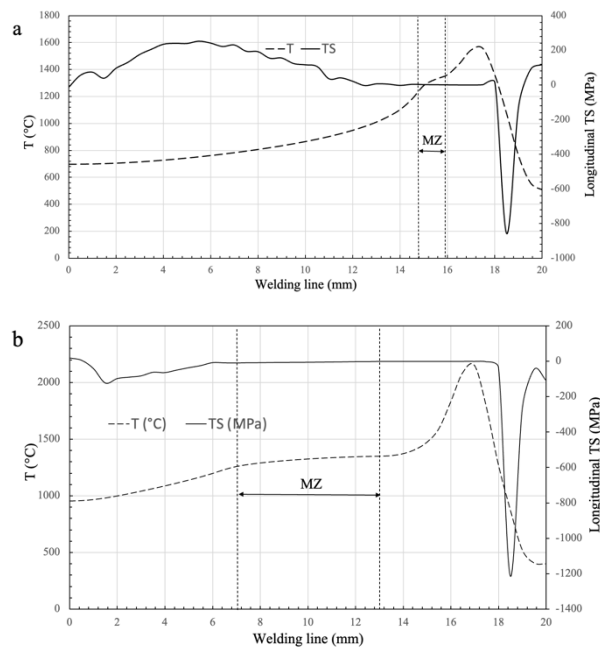 a
T
TS
1800
1600
1400
1200
1000
800
600
400
200
0
400
200
0
-200
-400
-600
-800
-1000
T (°C)
Longitudinal TS (MPa)
MZ
0 2 4 6 8 10 12 14 16 18 20
Welding line (mm)
b
2500
2000
1500
1000
500
0
200
0
-200
-400
-600
-800
-1000
-1200
-1400
T (°C)
Longitudinal TS (MPa)
T (°C)
TS (MPa)
MZ
0 2 4 6 8 10 12 14 16 18 20
Welding line (mm)